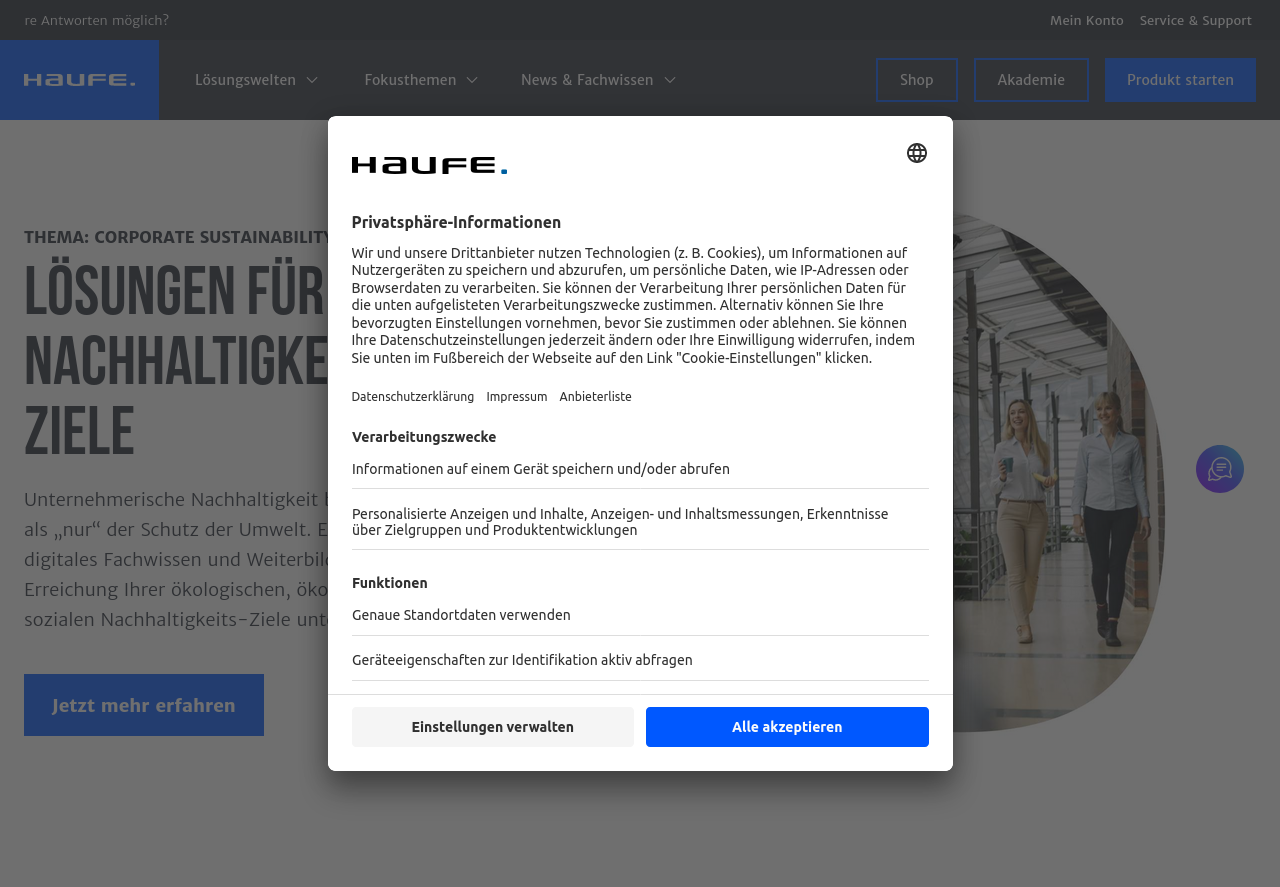 re Antworten möglich?
Mein Konto
Service & Support
HAUFE.
Lösungswelten
Fokusthemen
News & Fachwissen
Shop
Akademie
Produkt starten
HAUFE.
Privatsphäre-Informationen
Wir und unsere Drittanbieter nutzen Technologien (z. B. Cookies), um Informationen auf
Nutzergeräten zu speichern und abzurufen, um persönliche Daten, wie IP-Adressen oder
Browserdaten zu verarbeiten. Sie können der Verarbeitung Ihrer persönlichen Daten für
die unten aufgelisteten Verarbeitungszwecke zustimmen. Alternativ können Sie Ihre
bevorzugten Einstellungen vornehmen, bevor Sie zustimmen oder ablehnen. Sie können
Ihre Datenschutzeinstellungen jederzeit ändern oder Ihre Einwilligung widerrufen, indem
Sie unten im Fußbereich der Webseite auf den Link "Cookie-Einstellungen" klicken.
Datenschutzerklärung
Impressum
Anbieterliste
Verarbeitungszwecke
Informationen auf einem Gerät speichern und/oder abrufen
Personalisierte Anzeigen und Inhalte, Anzeigen- und Inhaltsmessungen, Erkenntnisse
über Zielgruppen und Produktentwicklungen
Funktionen
Genaue Standortdaten verwenden
Geräteeigenschaften zur Identifikation aktiv abfragen
Einstellungen verwalten
Alle akzeptieren
THEMA: CORPORATE SUSTAINABILITY
LÖSUNGEN FÜR
NACHHALTIGKE
ZIELE
Unternehmerische Nachhaltigkeit
als „nur“ der Schutz der Umwelt. E
digitales Fachwissen und Weiterbil
Erreichung Ihrer ökologischen, öko
sozialen Nachhaltigkeits-Ziele unt
Jetzt mehr erfahren